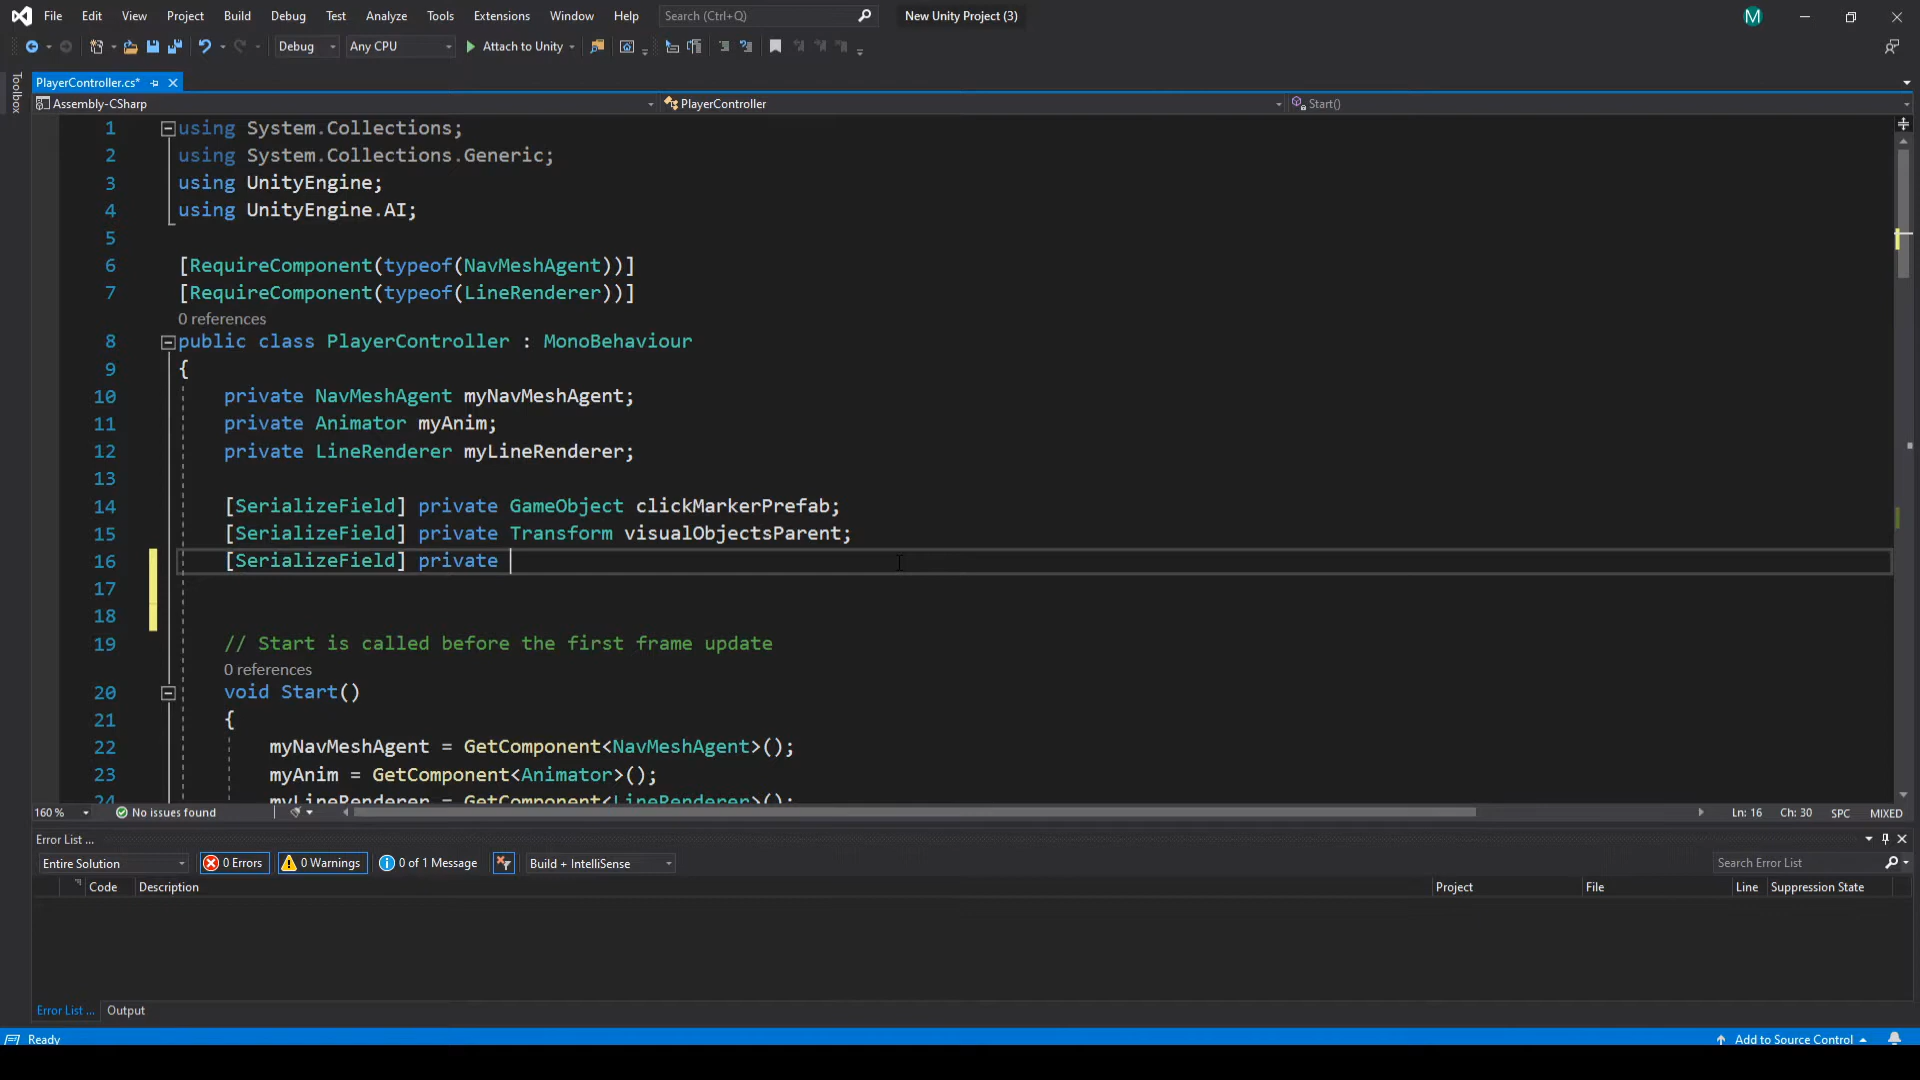 File Edit View Project Build Debug Test Analyze Tools Extensions Window Help Search (Ctrl+Q) New Unity Project (3) M
Debug Any CPU Attach to Unity
Toolbox
PlayerController.cs*
Assembly-CSharp PlayerController Start()
1 using System.Collections;
2 using System.Collections.Generic;
3 using UnityEngine;
4 using UnityEngine.AI;
5
6 [RequireComponent(typeof(NavMeshAgent))]
7 [RequireComponent(typeof(LineRenderer))]
0 references
8 public class PlayerController : MonoBehaviour
9 {
10 private NavMeshAgent myNavMeshAgent;
11 private Animator myAnim;
12 private LineRenderer myLineRenderer;
13
14 [SerializeField] private GameObject clickMarkerPrefab;
15 [SerializeField] private Transform visualObjectsParent;
16 [SerializeField] private
17
18
19 // Start is called before the first frame update
0 references
20 void Start()
21 {
22 myNavMeshAgent = GetComponent<NavMeshAgent>();
23 myAnim = GetComponent<Animator>();
24 myLineRenderer = GetComponent<LineRenderer>();
160 % No issues found Ln: 16 Ch: 30 SPC MIXED
Error List ...
Entire Solution 0 Errors 0 Warnings 0 of 1 Message Build + IntelliSense Search Error List
Code Description Project File Line Suppression State
Error List ... Output
Ready Add to Source Control